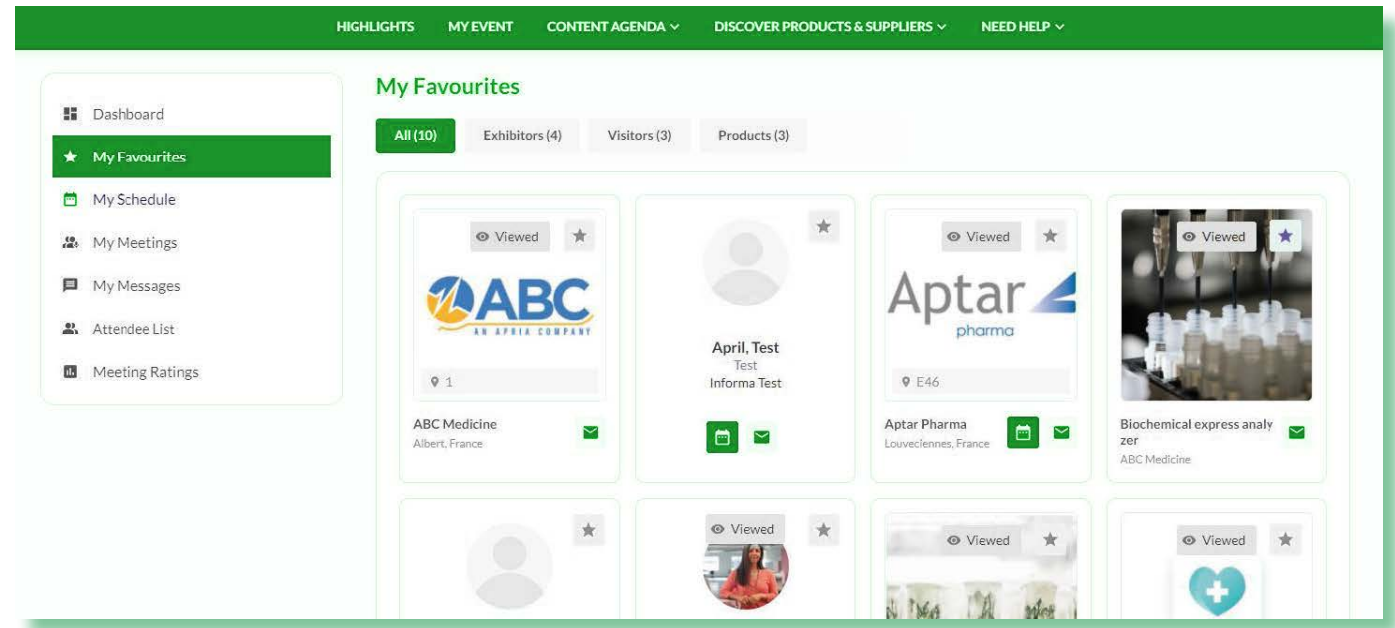 HIGHLIGHTS MY EVENT CONTENT AGENDA DISCOVER PRODUCTS & SUPPLIERS NEED HELP
Dashboard
My Favourites
My Schedule
My Meetings
My Messages
Attendee List
Meeting Ratings
My Favourites
All (10) Exhibitors (4) Visitors (3) Products (3)
Viewed
ABC
AN APRIA COMPANY
1
ABC Medicine
Albert, France
April, Test
Test
Informa Test
Viewed
Aptar
pharma
E46
Aptar Pharma
Louveciennes, France
Viewed
Biochemical express analy
zer
ABC Medicine
Viewed
Viewed
Viewed